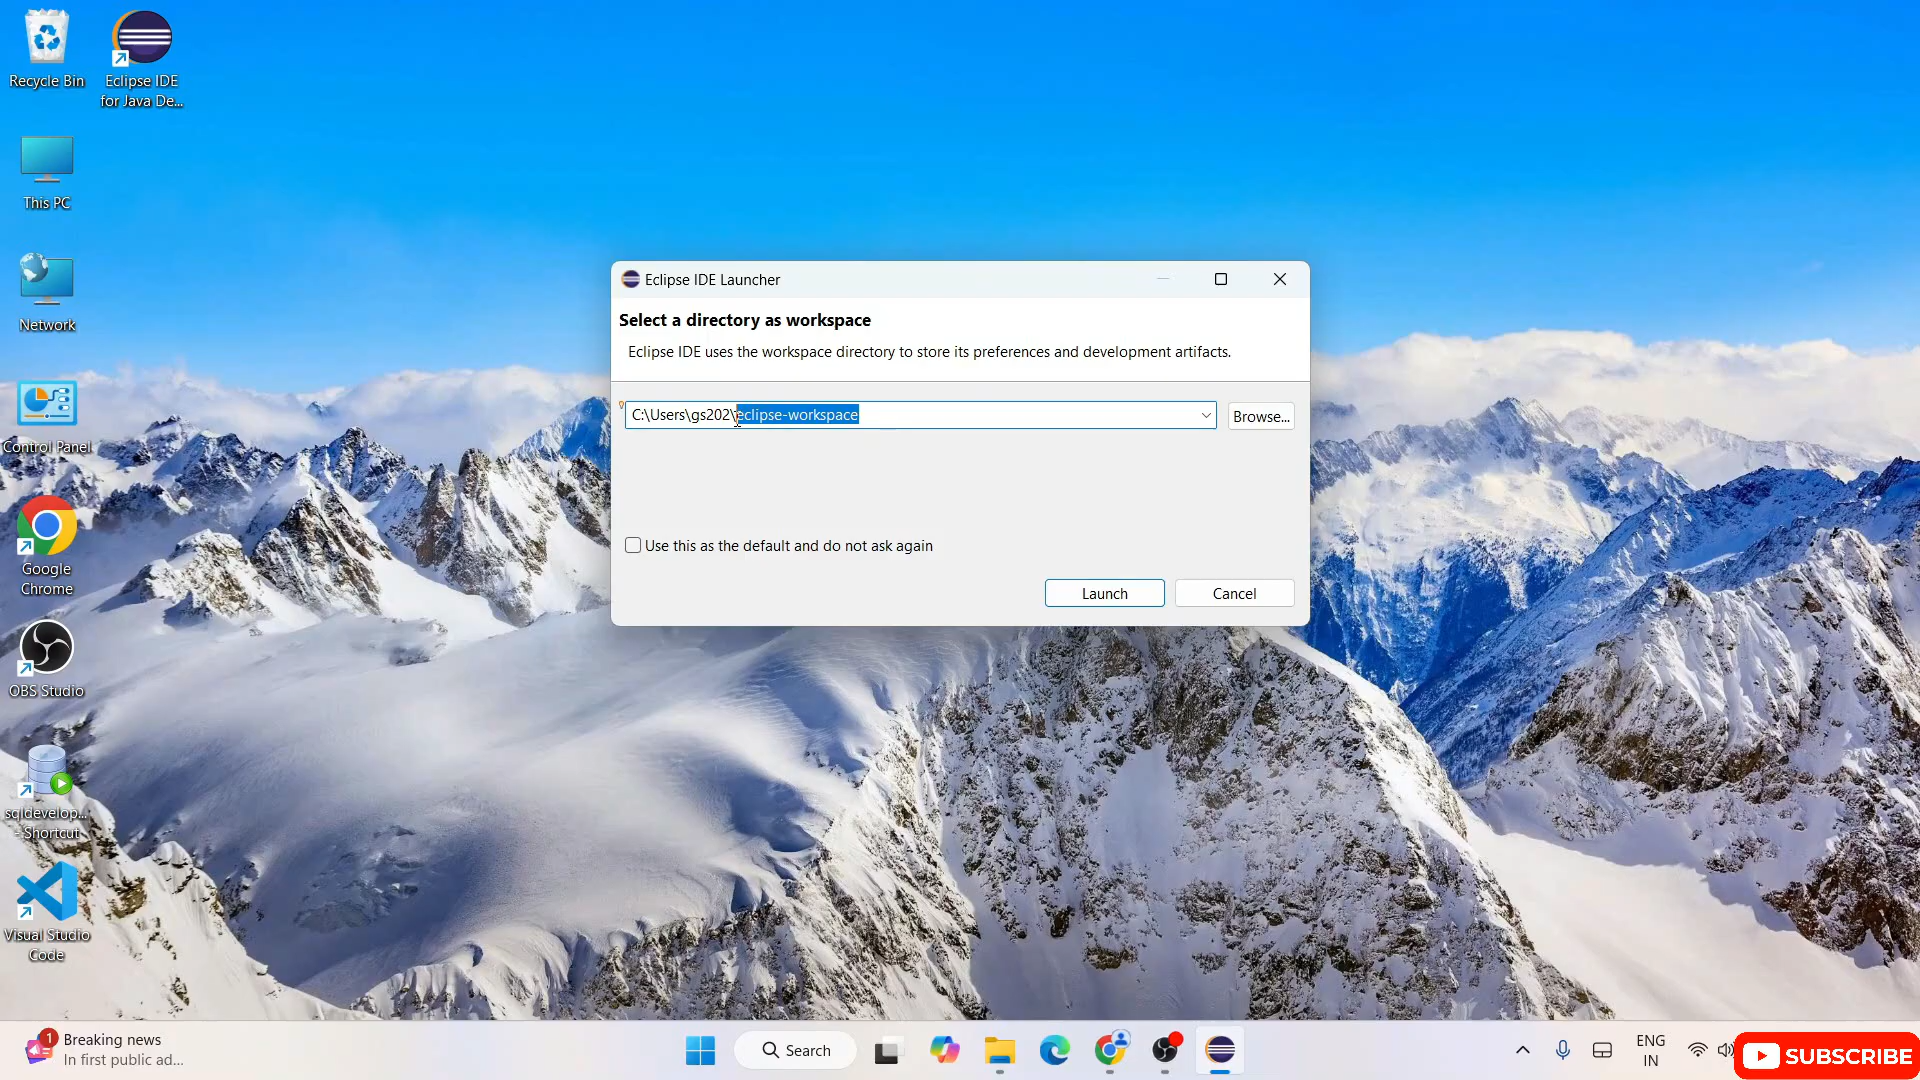 Recycle Bin
Eclipse IDE
for Java De...
This PC
Network
Control Panel
Google
Chrome
OBS Studio
sqldevelop...
- Shortcut
Visual Studio
Code
Eclipse IDE Launcher
Select a directory as workspace
Eclipse IDE uses the workspace directory to store its preferences and development artifacts.
C:\Users\gs202\eclipse-workspace
Browse...
Use this as the default and do not ask again
Launch
Cancel
1
Breaking news
In first public ad...
Search
ENG
IN
SUBSCRIBE